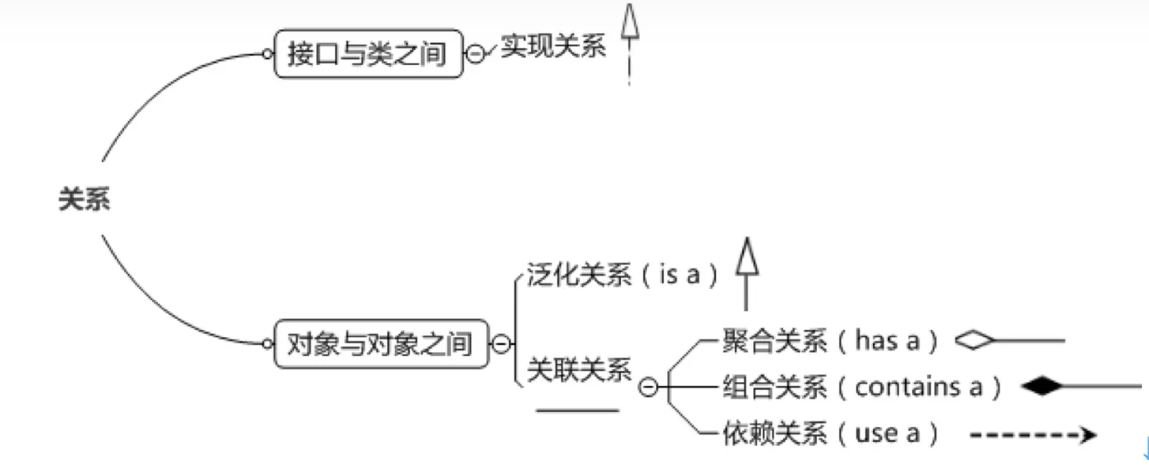 接口与类之间
实现关系
关系
泛化关系（is a）
对象与对象之间
关联关系
聚合关系（has a）
组合关系（contains a）
依赖关系（use a）